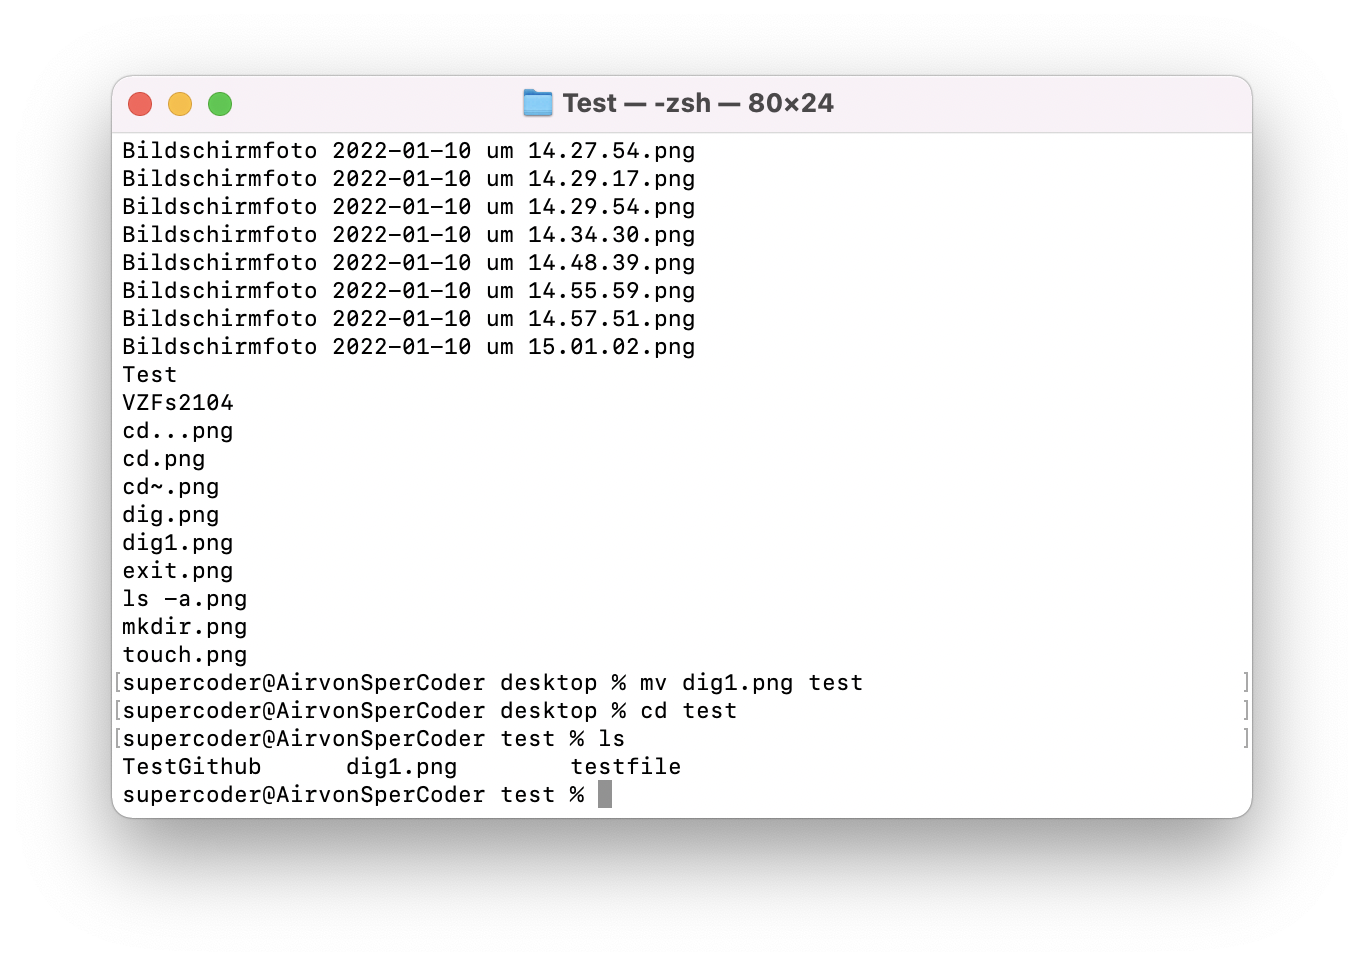 Test — -zsh — 80×24
Bildschirmfoto 2022-01-10 um 14.27.54.png
Bildschirmfoto 2022-01-10 um 14.29.17.png
Bildschirmfoto 2022-01-10 um 14.29.54.png
Bildschirmfoto 2022-01-10 um 14.34.30.png
Bildschirmfoto 2022-01-10 um 14.48.39.png
Bildschirmfoto 2022-01-10 um 14.55.59.png
Bildschirmfoto 2022-01-10 um 14.57.51.png
Bildschirmfoto 2022-01-10 um 15.01.02.png
Test
VZFs2104
cd...png
cd.png
cd~.png
dig.png
dig1.png
exit.png
ls -a.png
mkdir.png
touch.png
[supercoder@AirvonSperCoder desktop % mv dig1.png test ]
[supercoder@AirvonSperCoder desktop % cd test ]
[supercoder@AirvonSperCoder test % ls ]
TestGithub dig1.png testfile
supercoder@AirvonSperCoder test %